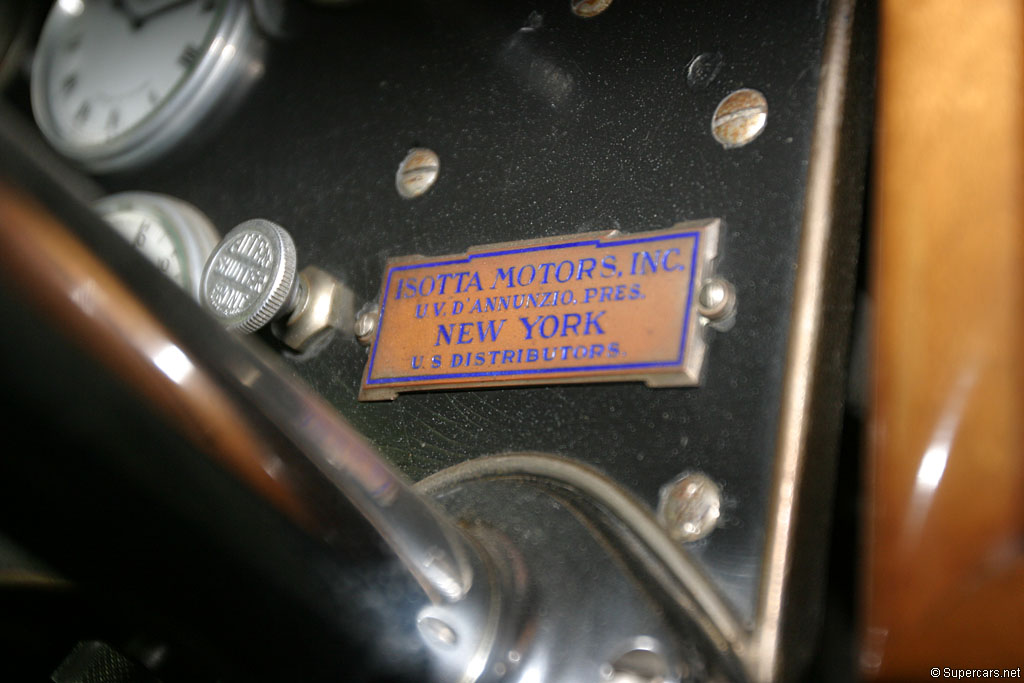 ISOTTA MOTORS, INC.
U.V. D'ANNUNZIO, PRES.
NEW YORK
U.S DISTRIBUTORS.
© Supercars.net